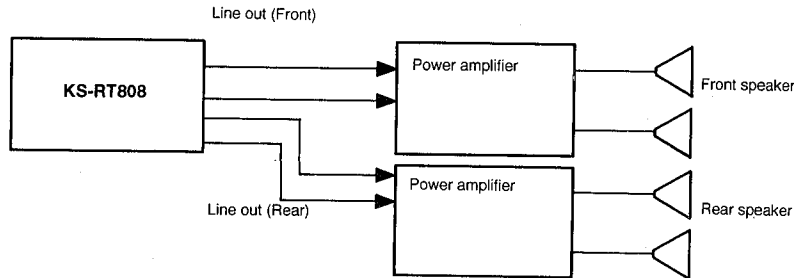 Line out (Front)
Power amplifier
KS-RT808
Front speaker
Power amplifier
Line out (Rear)
Rear speaker